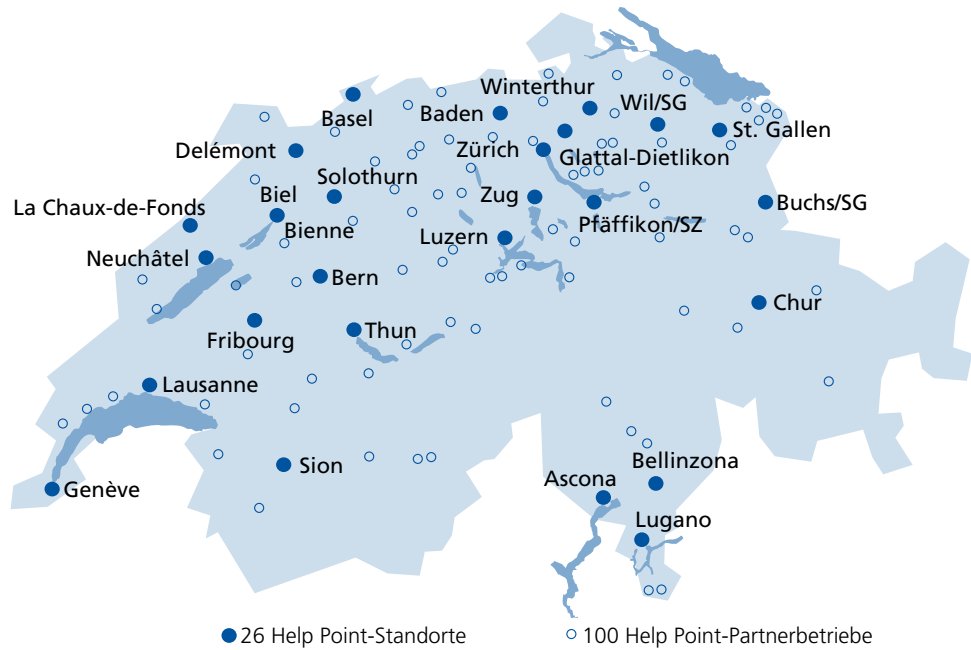 Winterthur
Basel
Baden
Wil/SG
St. Gallen
Delémont
Zürich
Glattal-Dietlikon
Solothurn
La Chaux-de-Fonds
Biel
Bienne
Zug
Pfäffikon/SZ
Buchs/SG
Neuchâtel
Luzern
Bern
Chur
Fribourg
Thun
Lausanne
Sion
Bellinzona
Ascona
Genève
Lugano
26 Help Point-Standorte
100 Help Point-Partnerbetriebe